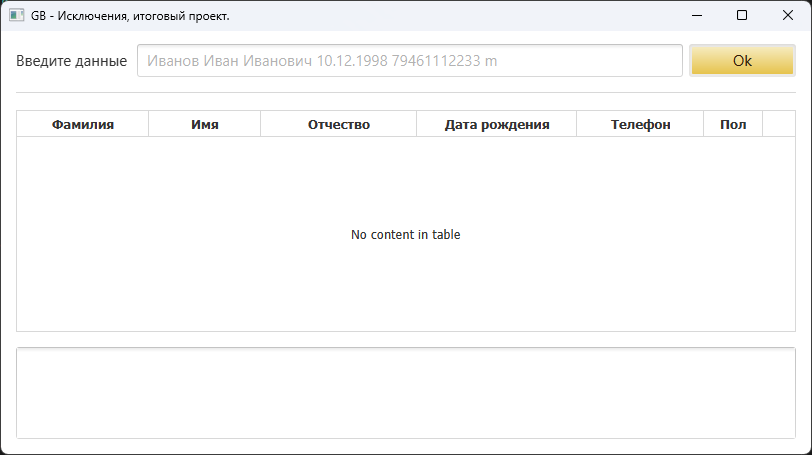 GB - Исключения, итоговый проект.
Введите данные Иванов Иван Иванович 10.12.1998 79461112233 m Ok
Фамилия Имя Отчество Дата рождения Телефон Пол
No content in table